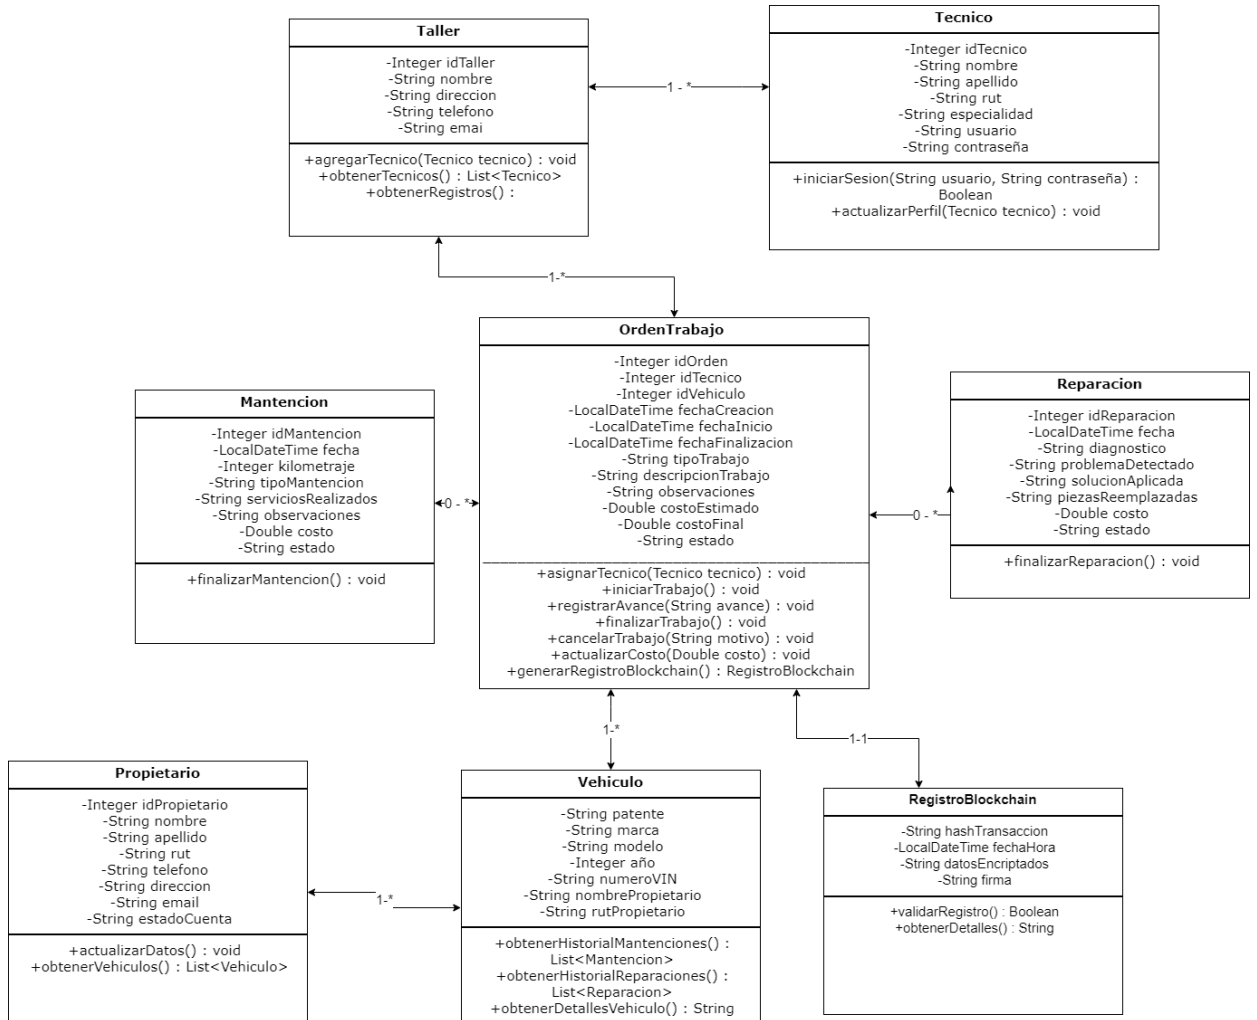 Taller
-Integer idTaller
-String nombre
-String direccion
-String telefono
-String emai
+agregarTecnico(Tecnico tecnico) : void
+obtenerTecnicos() : List<Tecnico>
+obtenerRegistros() :
1 - *
Tecnico
-Integer idTecnico
-String nombre
-String apellido
-String rut
-String especialidad
-String usuario
-String contraseña
+iniciarSesion(String usuario, String contraseña) :
Boolean
+actualizarPerfil(Tecnico tecnico) : void
1-*
OrdenTrabajo
-Integer idOrden
-Integer idTecnico
-Integer idVehiculo
-LocalDateTime fechaCreacion
-LocalDateTime fechaInicio
-LocalDateTime fechaFinalizacion
-String tipoTrabajo
-String descripcionTrabajo
-String observaciones
-Double costoEstimado
-Double costoFinal
-String estado
+asignarTecnico(Tecnico tecnico) : void
+iniciarTrabajo() : void
+registrarAvance(String avance) : void
+finalizarTrabajo() : void
+cancelarTrabajo(String motivo) : void
+actualizarCosto(Double costo) : void
+generarRegistroBlockchain() : RegistroBlockchain
Mantencion
-Integer idMantencion
-LocalDateTime fecha
-Integer kilometraje
-String tipoMantencion
-String serviciosRealizados
-String observaciones
-Double costo
-String estado
+finalizarMantencion() : void
0 - *
Reparacion
-Integer idReparacion
-LocalDateTime fecha
-String diagnostico
-String problemaDetectado
-String solucionAplicada
-String piezasReemplazadas
-Double costo
-String estado
+finalizarReparacion() : void
0 - *
1-*
1-1
Propietario
-Integer idPropietario
-String nombre
-String apellido
-String rut
-String telefono
-String direccion
-String email
-String estadoCuenta
+actualizarDatos() : void
+obtenerVehiculos() : List<Vehiculo>
1-*
Vehiculo
-String patente
-String marca
-String modelo
-Integer año
-String numeroVIN
-String nombrePropietario
-String rutPropietario
+obtenerHistorialMantenciones() :
List<Mantencion>
+obtenerHistorialReparaciones() :
List<Reparacion>
+obtenerDetallesVehiculo() : String
RegistroBlockchain
-String hashTransaccion
-LocalDateTime fechaHora
-String datosEncriptados
-String firma
+validarRegistro() : Boolean
+obtenerDetalles() : String